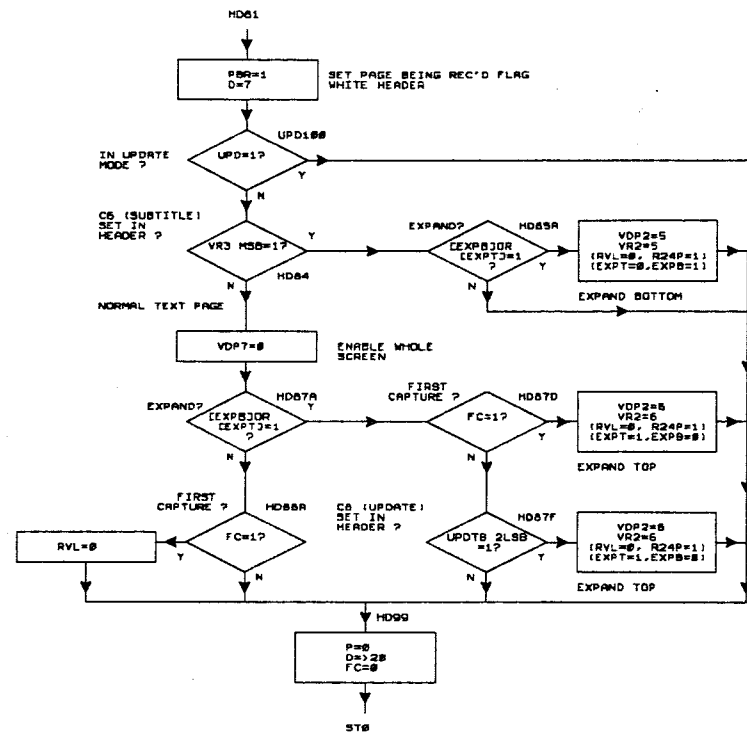 HD81
PBR=1
D=7
SET PAGE BEING REC'D FLAG
WHITE HEADER
UPD100
IN UPDATE
MODE ?
UPD=1?
Y
N
C6 (SUBTITLE)
SET IN
HEADER ?
VR3 MSB=1?
Y
N
HD84
EXPAND?
HD85A
[EXPB]OR
[EXPT]=1
?
Y
N
VDP2=5
VR2=5
(RVL=0, R24P=1)
(EXPT=0,EXPB=1)
EXPAND BOTTOM
NORMAL TEXT PAGE
VDP7=0
ENABLE WHOLE
SCREEN
EXPAND?
HD87A
[EXPB]OR
[EXPT]=1
?
Y
N
FIRST
CAPTURE ?
HD87D
FC=1?
Y
N
VDP2=6
VR2=6
(RVL=0, R24P=1)
(EXPT=1,EXPB=0)
EXPAND TOP
FIRST
CAPTURE ?
HD88A
FC=1?
Y
N
RVL=0
C8 (UPDATE)
SET IN
HEADER ?
HD87F
UPDTB 2LSB
=1?
Y
N
VDP2=6
VR2=6
(RVL=0, R24P=1)
(EXPT=1,EXPB=0)
EXPAND TOP
HD99
P=0
D=>20
FC=0
ST0